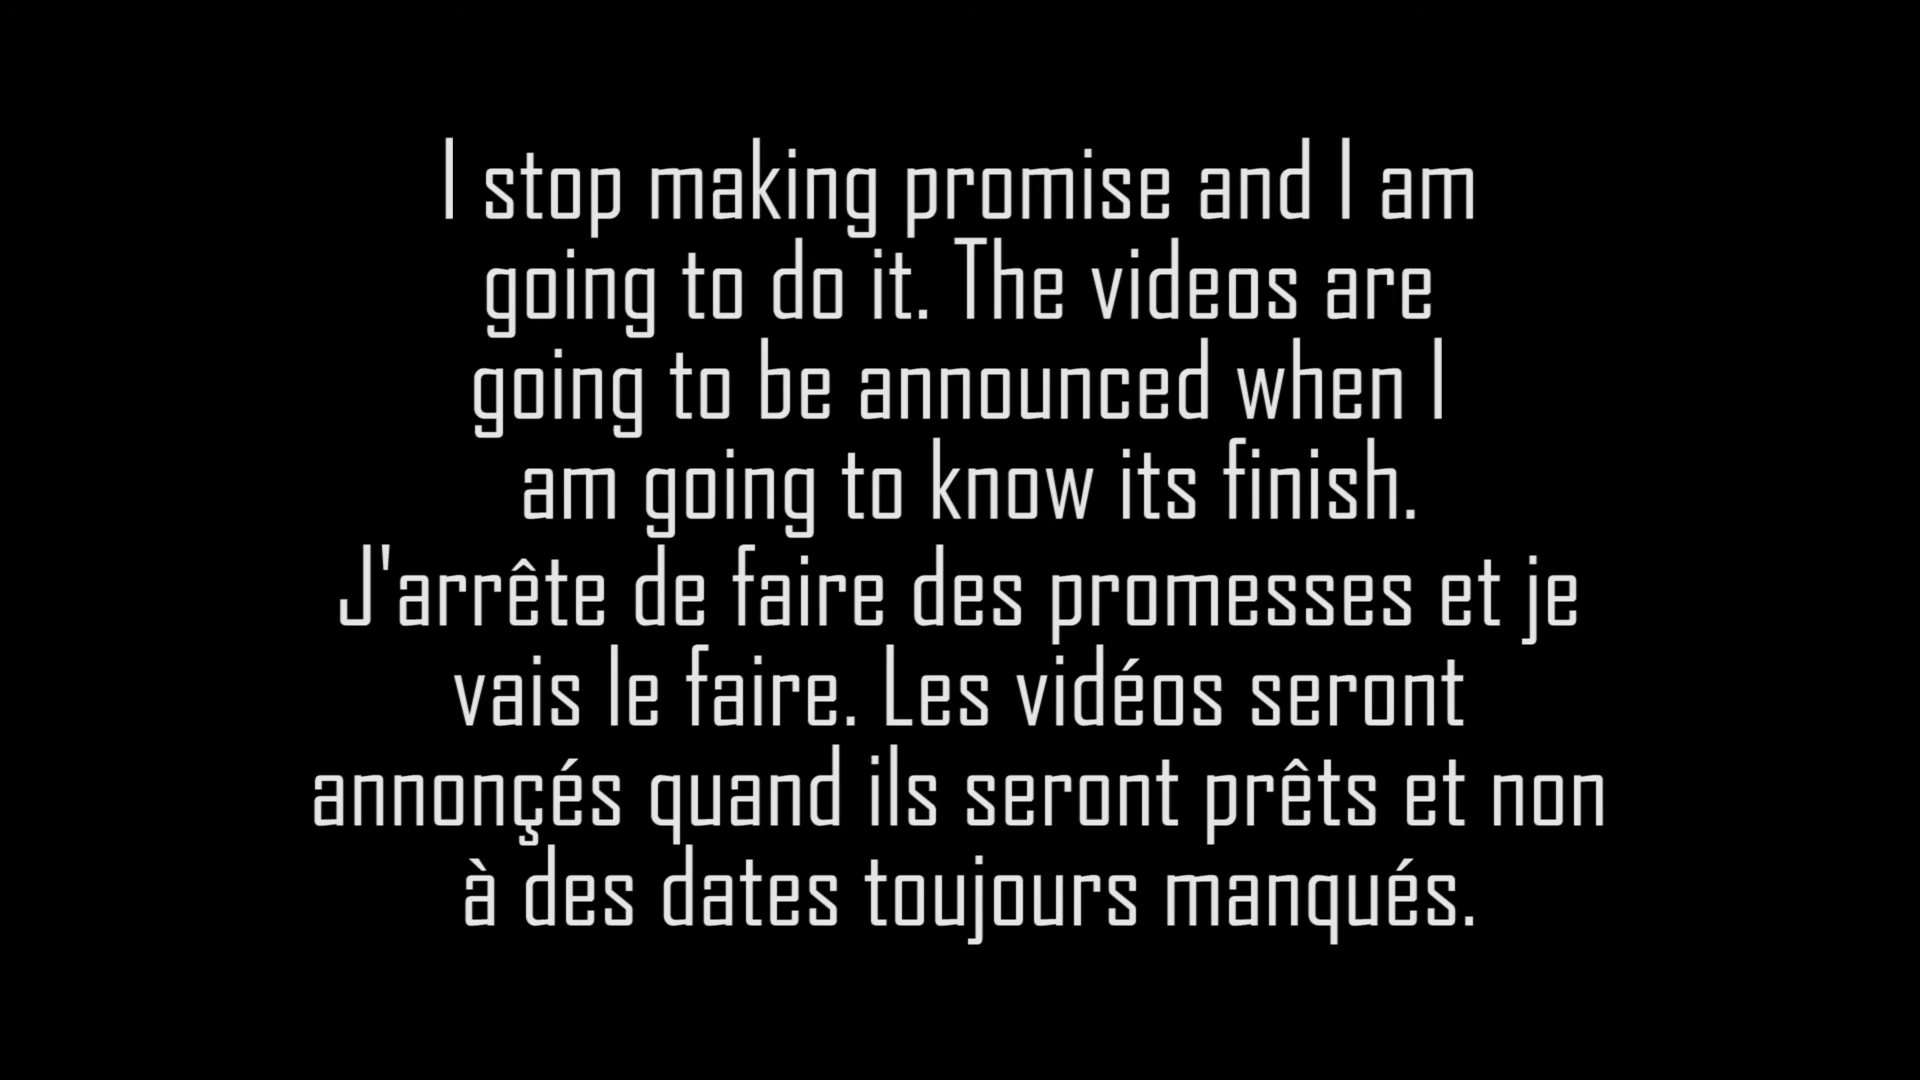 I stop making promise and I am
going to do it. The videos are
going to be announced when I
am going to know its finish.
J'arrête de faire des promesses et je
vais le faire. Les vidéos seront
annonçés quand ils seront prêts et non
à des dates toujours manqués.